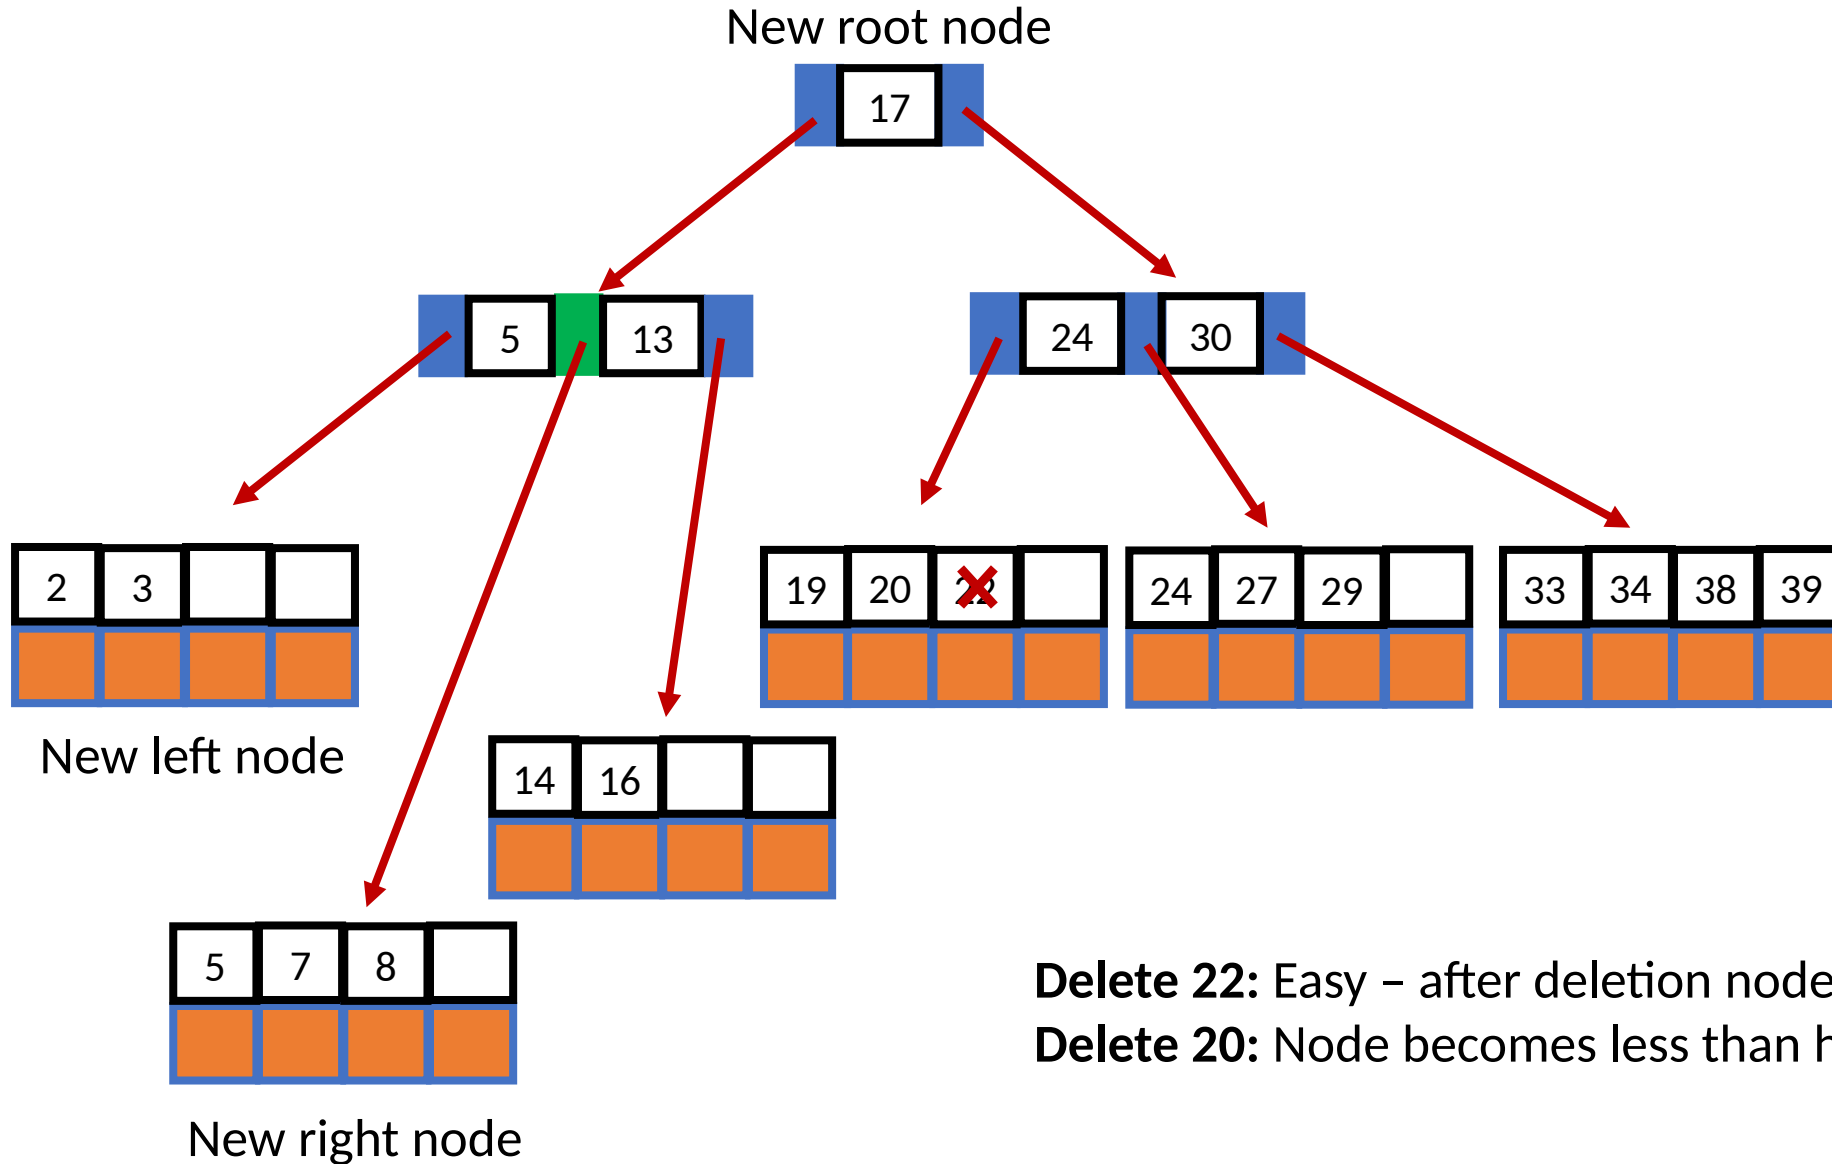 New root node
17
5 13
24 30
2 3
19 20 22
24 27 29
33 34 38 39
New left node
14 16
5 7 8
Delete 22: Easy – after deletion node
Delete 20: Node becomes less than
New right node